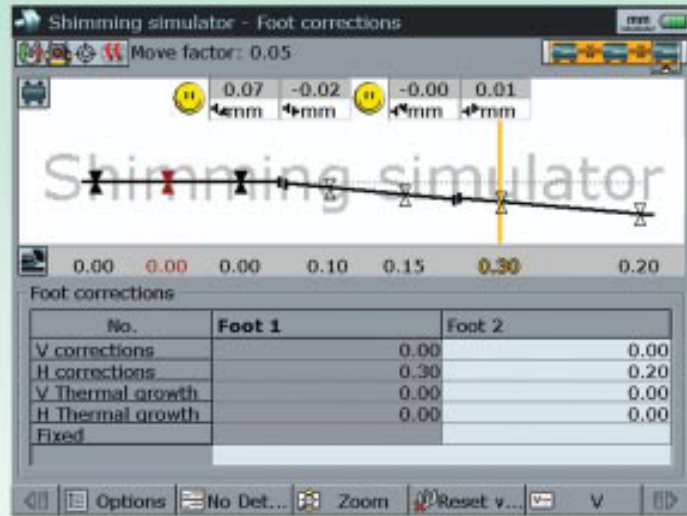 Shimming simulator - Foot corrections
mm
Move factor: 0.05
0.07 -0.02 -0.00 0.01
mm mm mm mm
Shimming simulator
0.00 0.00 0.00 0.10 0.15 0.30 0.20
Foot corrections
No. Foot 1 Foot 2
V corrections 0.00 0.00
H corrections 0.30 0.20
V Thermal growth 0.00 0.00
H Thermal growth 0.00 0.00
Fixed
Options No Det... Zoom Reset v... V